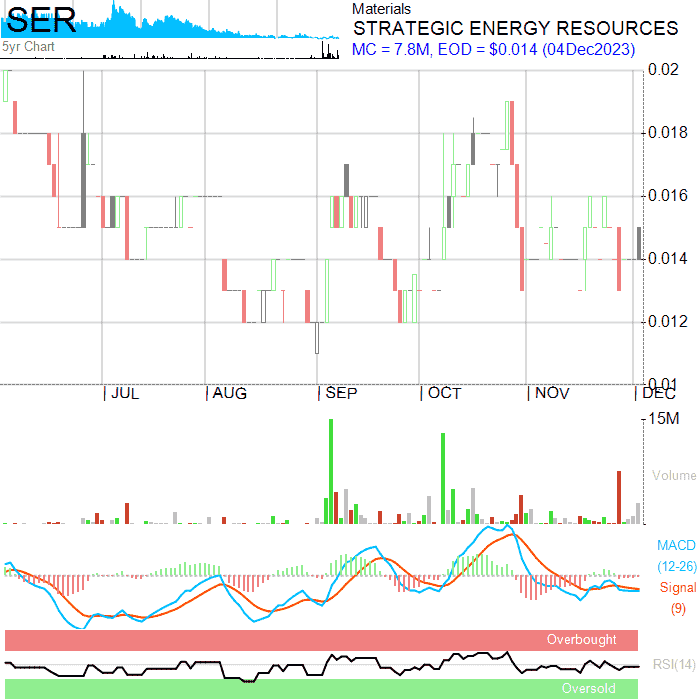 SER
5yr Chart
Materials
STRATEGIC ENERGY RESOURCES
MC = 7.8M, EOD = $0.014 (04Dec2023)
0.02
0.018
0.016
0.014
0.012
0.01
JUL AUG SEP OCT NOV DEC
15M
Volume
MACD
(12-26)
Signal
(9)
Overbought
RSI(14)
Oversold